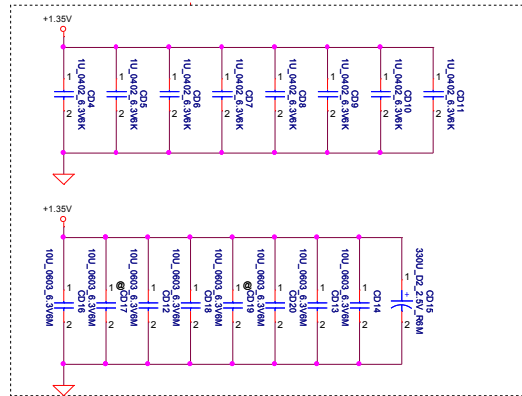 +1.35V
1
2
1U_0402_6.3V6K
CD4
1
2
1U_0402_6.3V6K
CD5
1
2
1U_0402_6.3V6K
CD6
1
2
1U_0402_6.3V6K
CD7
1
2
1U_0402_6.3V6K
CD8
1
2
1U_0402_6.3V6K
CD9
1
2
1U_0402_6.3V6K
CD10
1
2
1U_0402_6.3V6K
CD11
+1.35V
1
2
10U_0603_6.3V6M
CD16
1
2
10U_0603_6.3V6M
@CD17
1
2
10U_0603_6.3V6M
CD12
1
2
10U_0603_6.3V6M
CD18
1
2
10U_0603_6.3V6M
@CD19
1
2
10U_0603_6.3V6M
CD20
1
2
10U_0603_6.3V6M
CD13
1
2
10U_0603_6.3V6M
CD14
1
+
2
330U_D2_2.5V_R6M
CD15